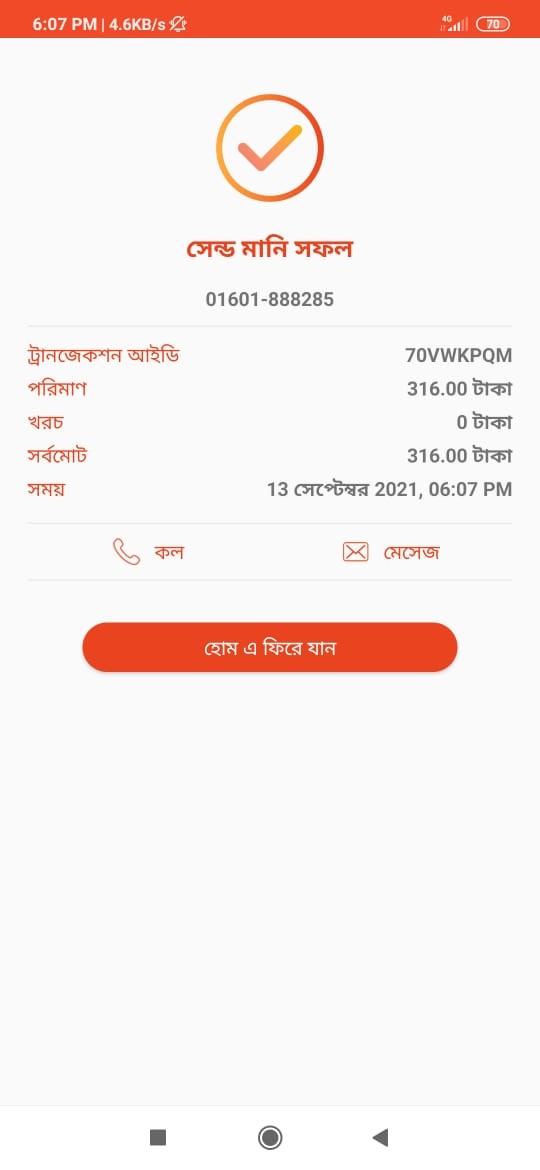 6:07 PM | 4.6KB/s
4G
70
সেন্ড মানি সফল
01601-888285
ট্রানজেকশন আইডি 70VWKPQM
পরিমাণ 316.00 টাকা
খরচ 0 টাকা
সর্বমোট 316.00 টাকা
সময় 13 সেপ্টেম্বর 2021, 06:07 PM
কল মেসেজ
হোম এ ফিরে যান